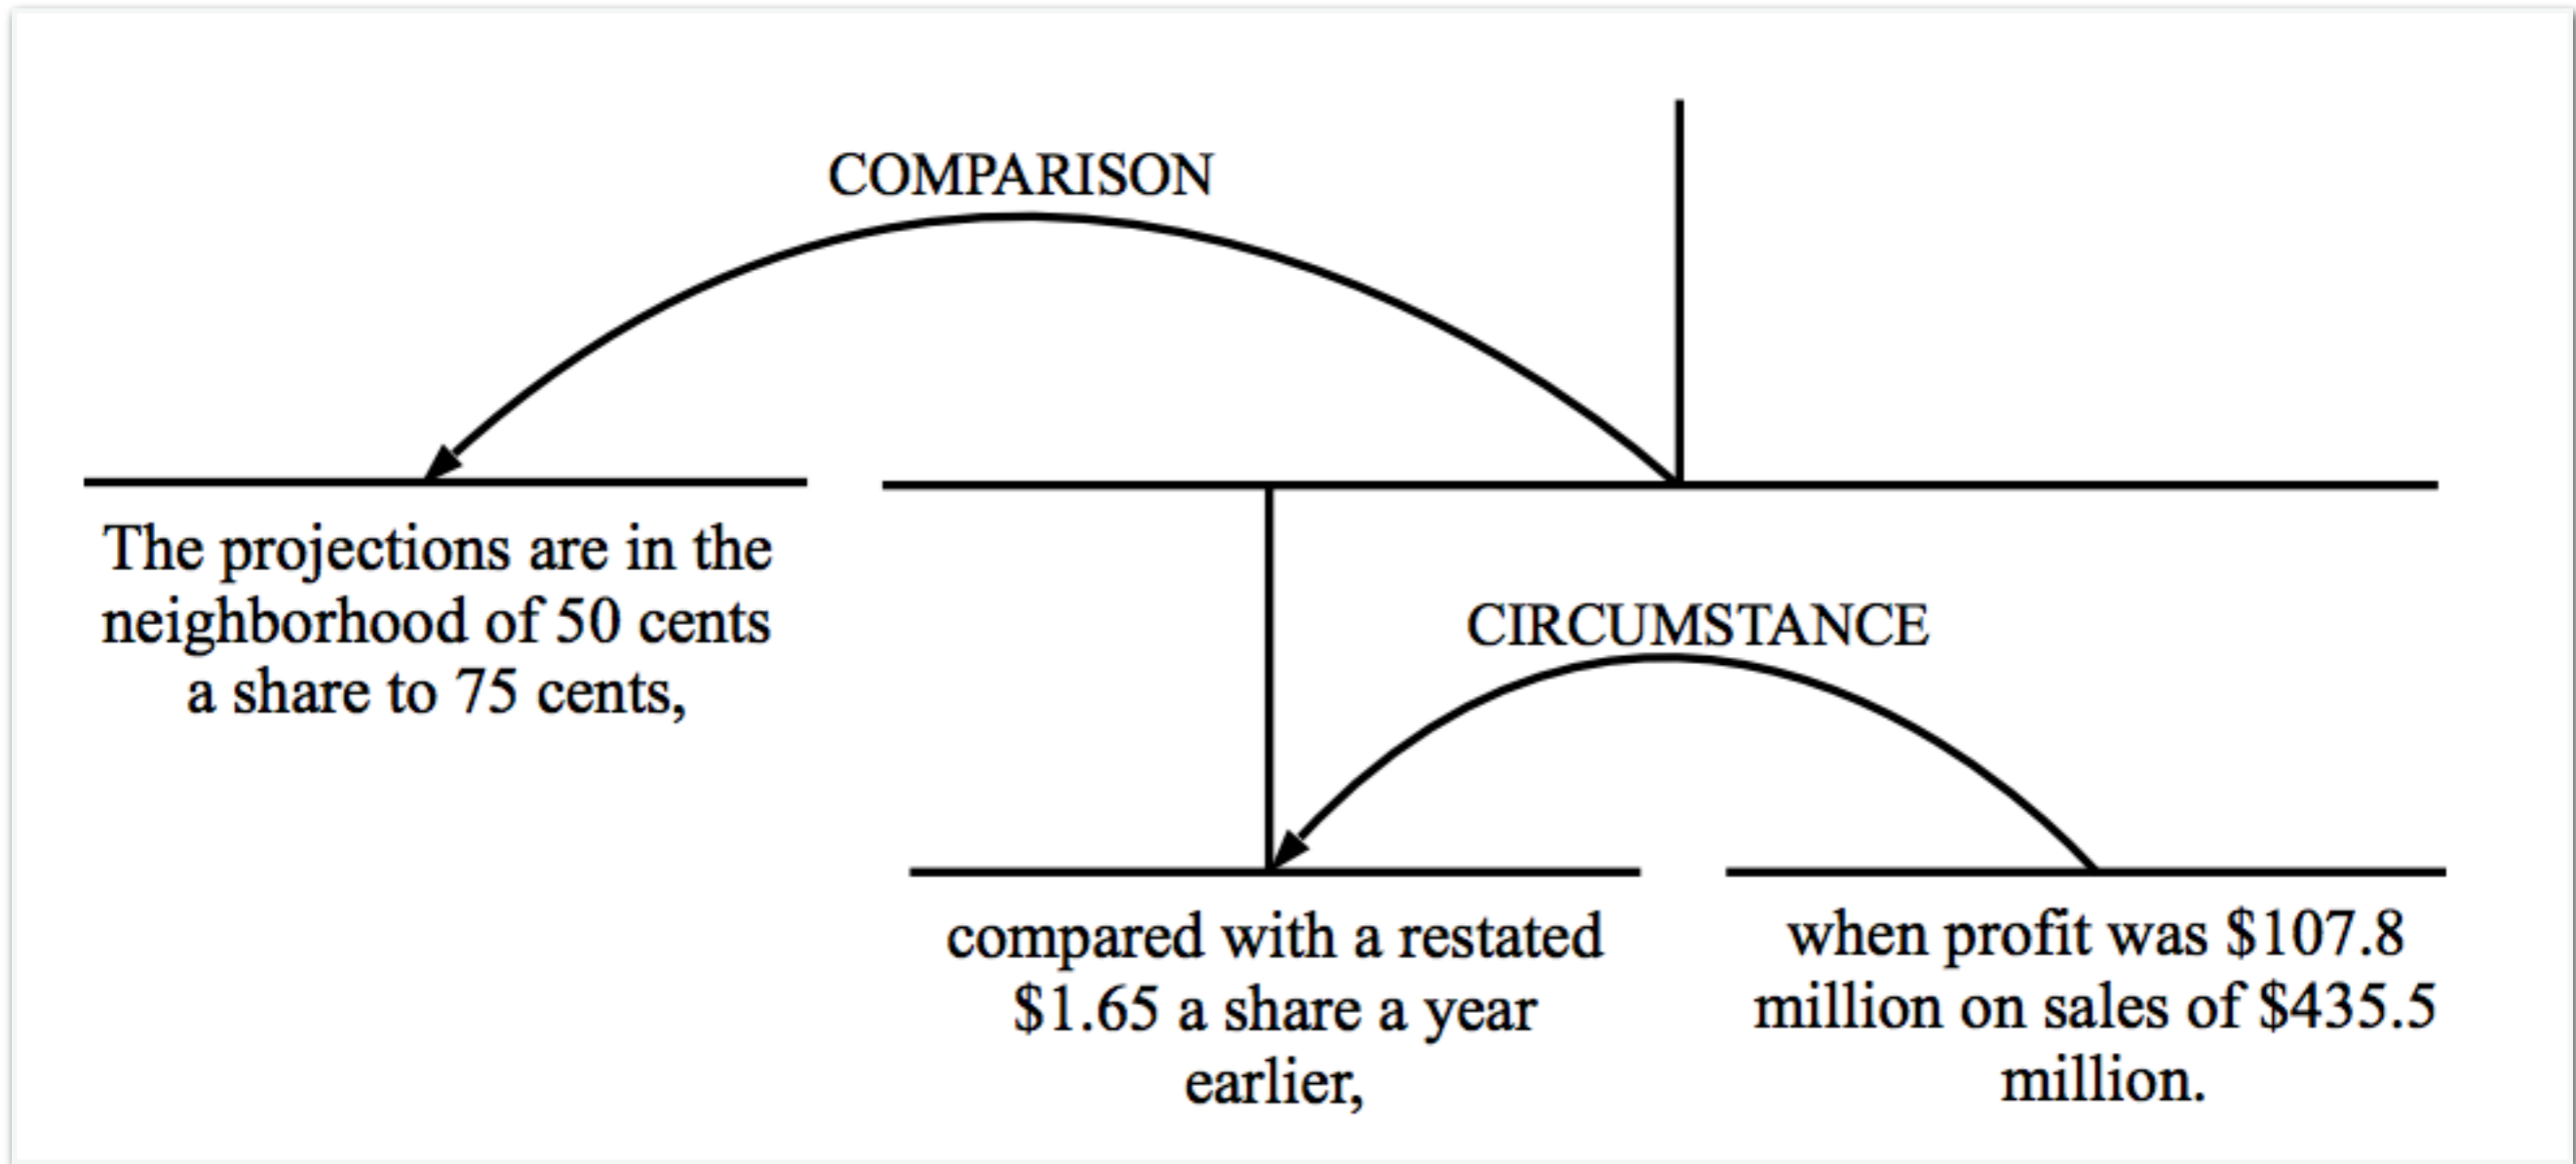 COMPARISON
The projections are in the
neighborhood of 50 cents
a share to 75 cents,
CIRCUMSTANCE
compared with a restated
$1.65 a share a year
earlier,
when profit was $107.8
million on sales of $435.5
million.